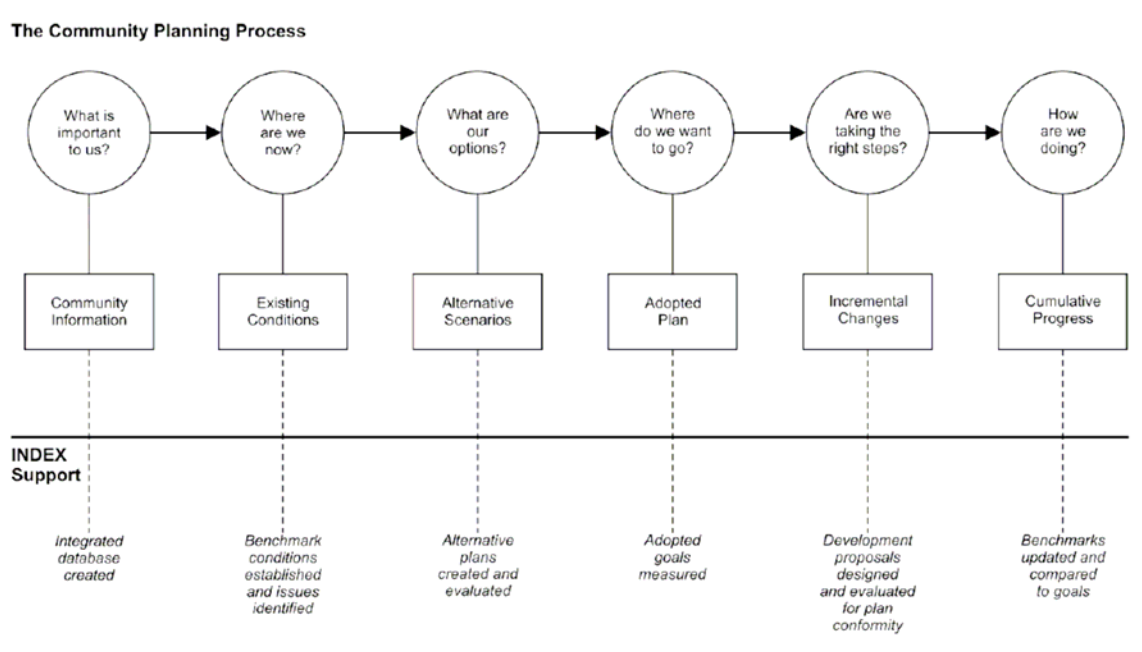 The Community Planning Process
What is
important
to us?
Where
are we
now?
What are
our
options?
Where
do we want
to go?
Are we
taking the
right steps?
How
are we
doing?
Community
Information
Existing
Conditions
Alternative
Scenarios
Adopted
Plan
Incremental
Changes
Cumulative
Progress
INDEX
Support
Integrated
database
created
Benchmark
conditions
established
and issues
identified
Alternative
plans
created and
evaluated
Adopted
goals
measured
Development
proposals
designed
and evaluated
for plan
conformity
Benchmarks
updated and
compared
to goals